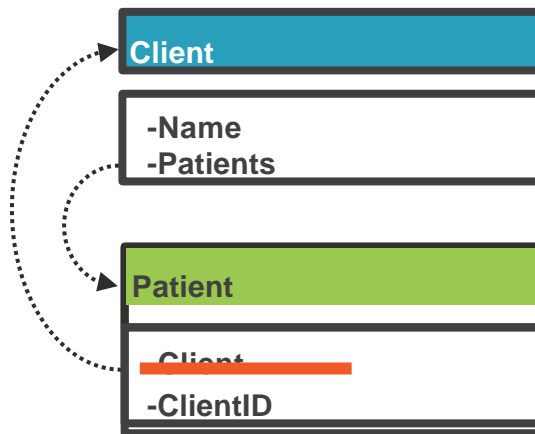 Client
-Name
-Patients
Patient
-Client
-ClientID